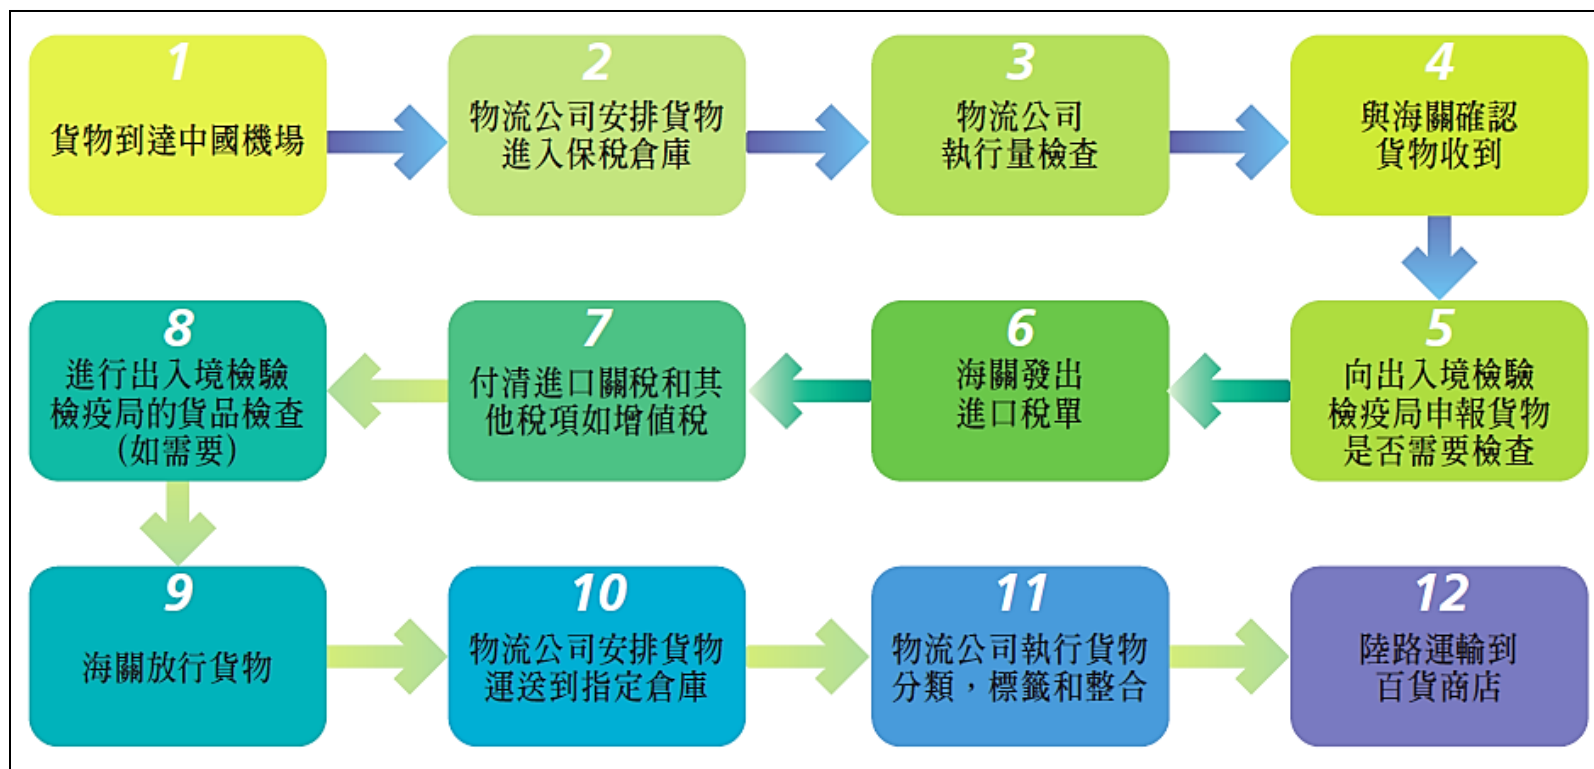 1
貨物到達中國機場
2
物流公司安排貨物
進入保稅倉庫
3
物流公司
執行量檢查
4
與海關確認
貨物收到
5
向出入境檢驗
檢疫局申報貨物
是否需要檢查
6
海關發出
進口稅單
7
付清進口關稅和其
他稅項如增值稅
8
進行出入境檢驗
檢疫局的貨品檢查
(如需要)
9
海關放行貨物
10
物流公司安排貨物
運送到指定倉庫
11
物流公司執行貨物
分類，標籤和整合
12
陸路運輸到
百貨商店